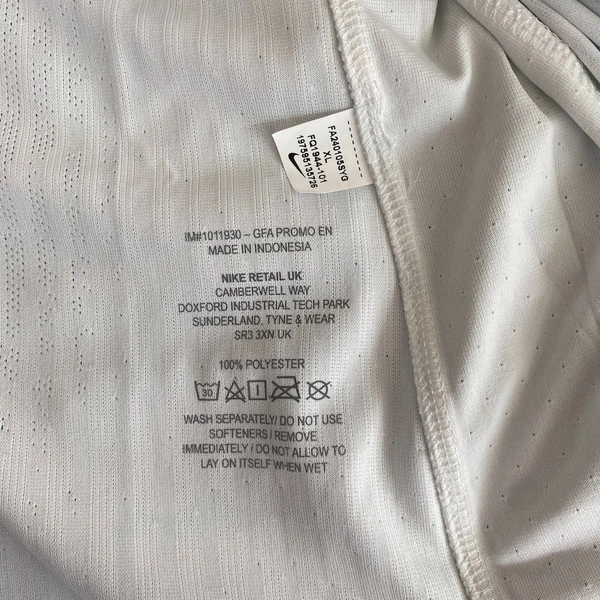 FA240105SYG
XL
FQ1944-101
197595135726
IM#1011930 – GFA PROMO EN
MADE IN INDONESIA
NIKE RETAIL UK
CAMBERWELL WAY
DOXFORD INDUSTRIAL TECH PARK
SUNDERLAND, TYNE & WEAR
SR3 3XN UK
100% POLYESTER
30
WASH SEPARATELY/ DO NOT USE
SOFTENERS / REMOVE
IMMEDIATELY / DO NOT ALLOW TO
LAY ON ITSELF WHEN WET